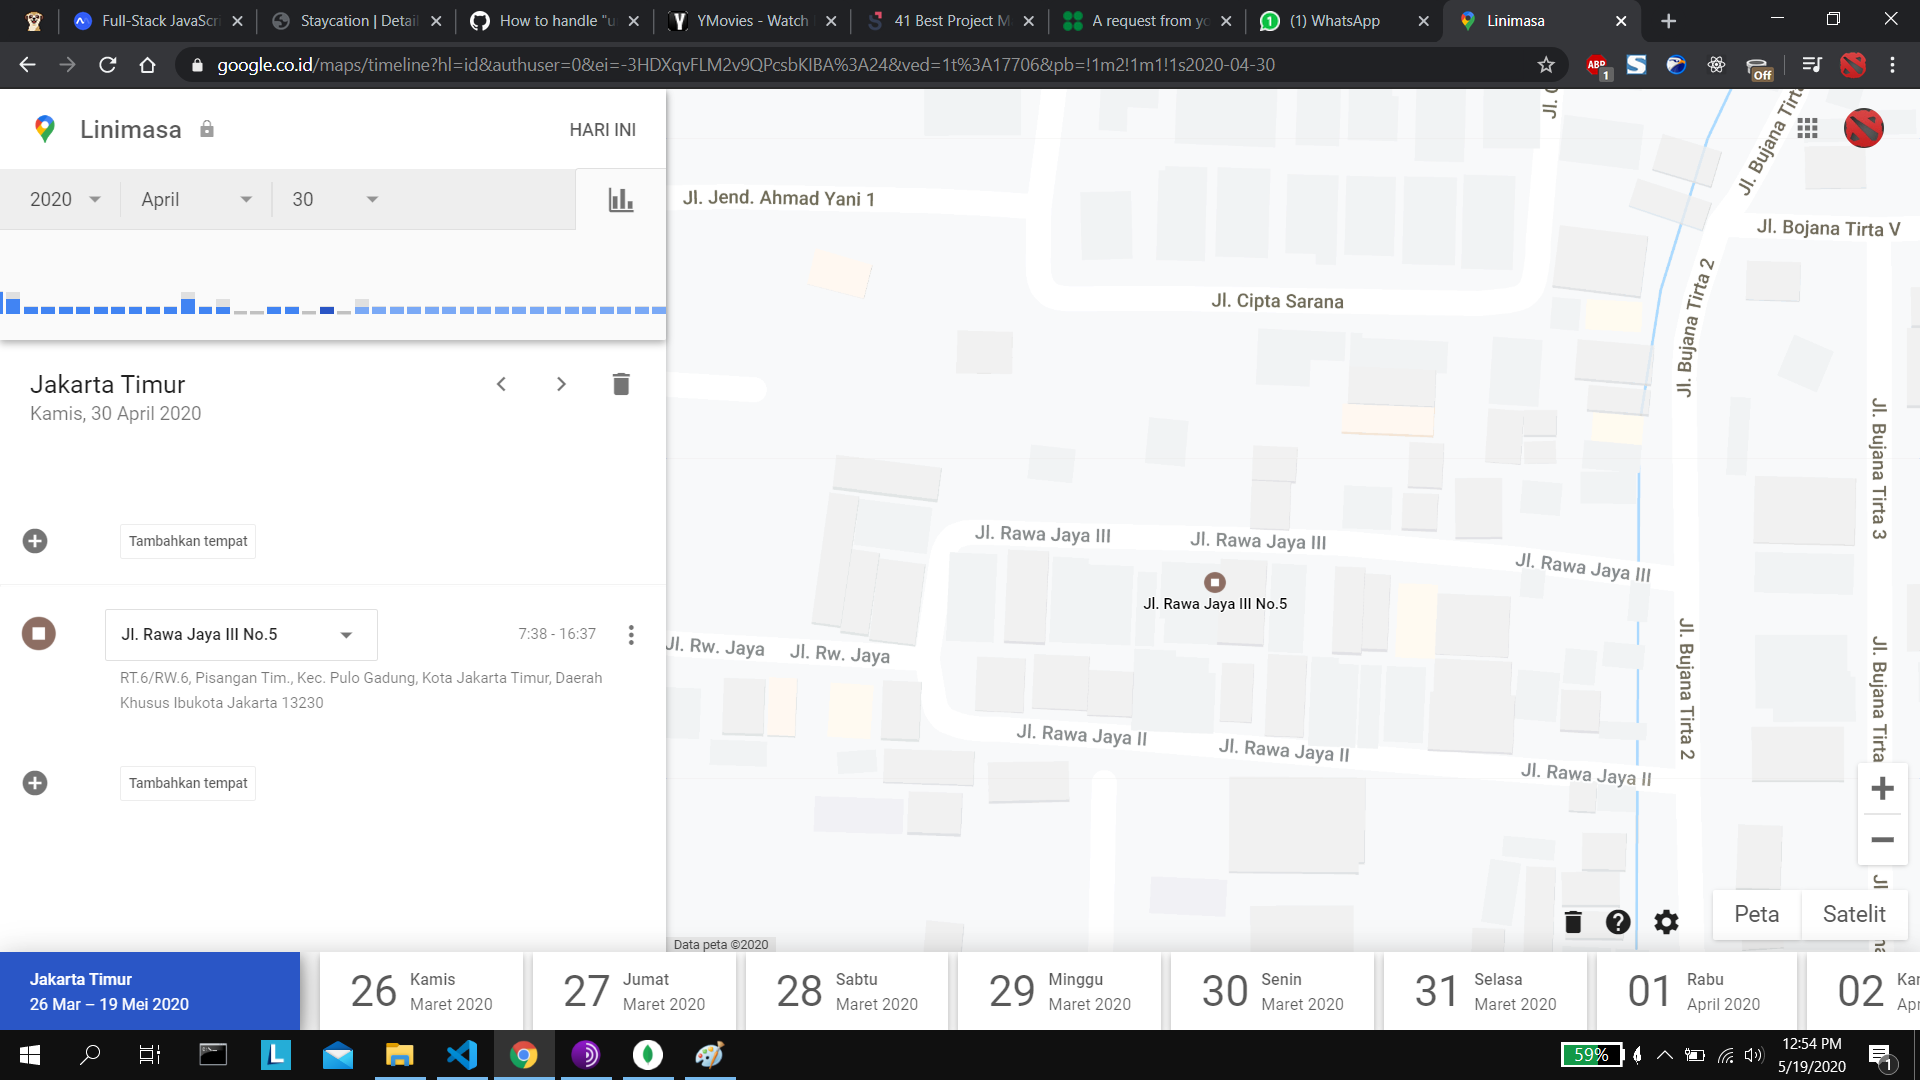 Full-Stack JavaScri
Staycation | Detail
How to handle "u
YMovies - Watch
41 Best Project M
A request from yo
(1) WhatsApp
Linimasa
google.co.id/maps/timeline?hl=id&authuser=0&ei=-3HDXqvFLM2v9QPcsbKIBA%3A24&ved=1t%3A17706&pb=!1m2!1m1!1s2020-04-30
ABP
1
S
Off
Linimasa
HARI INI
2020
April
30
Jakarta Timur
Kamis, 30 April 2020
Tambahkan tempat
Jl. Rawa Jaya III No.5
7:38 - 16:37
RT.6/RW.6, Pisangan Tim., Kec. Pulo Gadung, Kota Jakarta Timur, Daerah
Khusus Ibukota Jakarta 13230
Tambahkan tempat
Jl. Jend. Ahmad Yani 1
Jl. Cipta Sarana
Jl. Bujana Tirta
Jl. Bojana Tirta V
Jl. Bujana Tirta 2
Jl. Bujana Tirta 3
Jl. Rawa Jaya III
Jl. Rawa Jaya III
Jl. Rawa Jaya III
Jl. Rawa Jaya III No.5
Jl. Rw. Jaya
Jl. Rw. Jaya
Jl. Bujana Tirta 2
Jl. Bujana Tirta
Jl. Rawa Jaya II
Jl. Rawa Jaya II
Jl. Rawa Jaya II
Peta
Satelit
Data peta ©2020
Jakarta Timur
26 Mar – 19 Mei 2020
26 Kamis
Maret 2020
27 Jumat
Maret 2020
28 Sabtu
Maret 2020
29 Minggu
Maret 2020
30 Senin
Maret 2020
31 Selasa
Maret 2020
01 Rabu
April 2020
02 Kar
Apr
L
59%
12:54 PM
5/19/2020
1